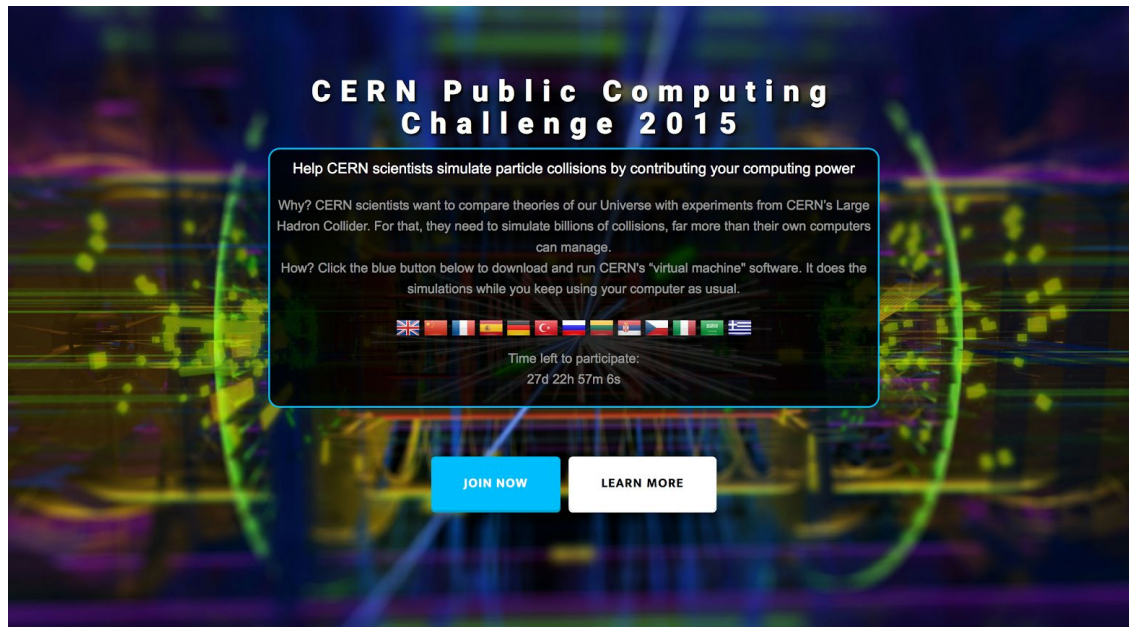 CERN Public Computing
Challenge 2015
Help CERN scientists simulate particle collisions by contributing your computing power
Why? CERN scientists want to compare theories of our Universe with experiments from CERN's Large
Hadron Collider. For that, they need to simulate billions of collisions, far more than their own computers
can manage.
How? Click the blue button below to download and run CERN's "virtual machine" software. It does the
simulations while you keep using your computer as usual.
Time left to participate:
27d 22h 57m 6s
JOIN NOW
LEARN MORE